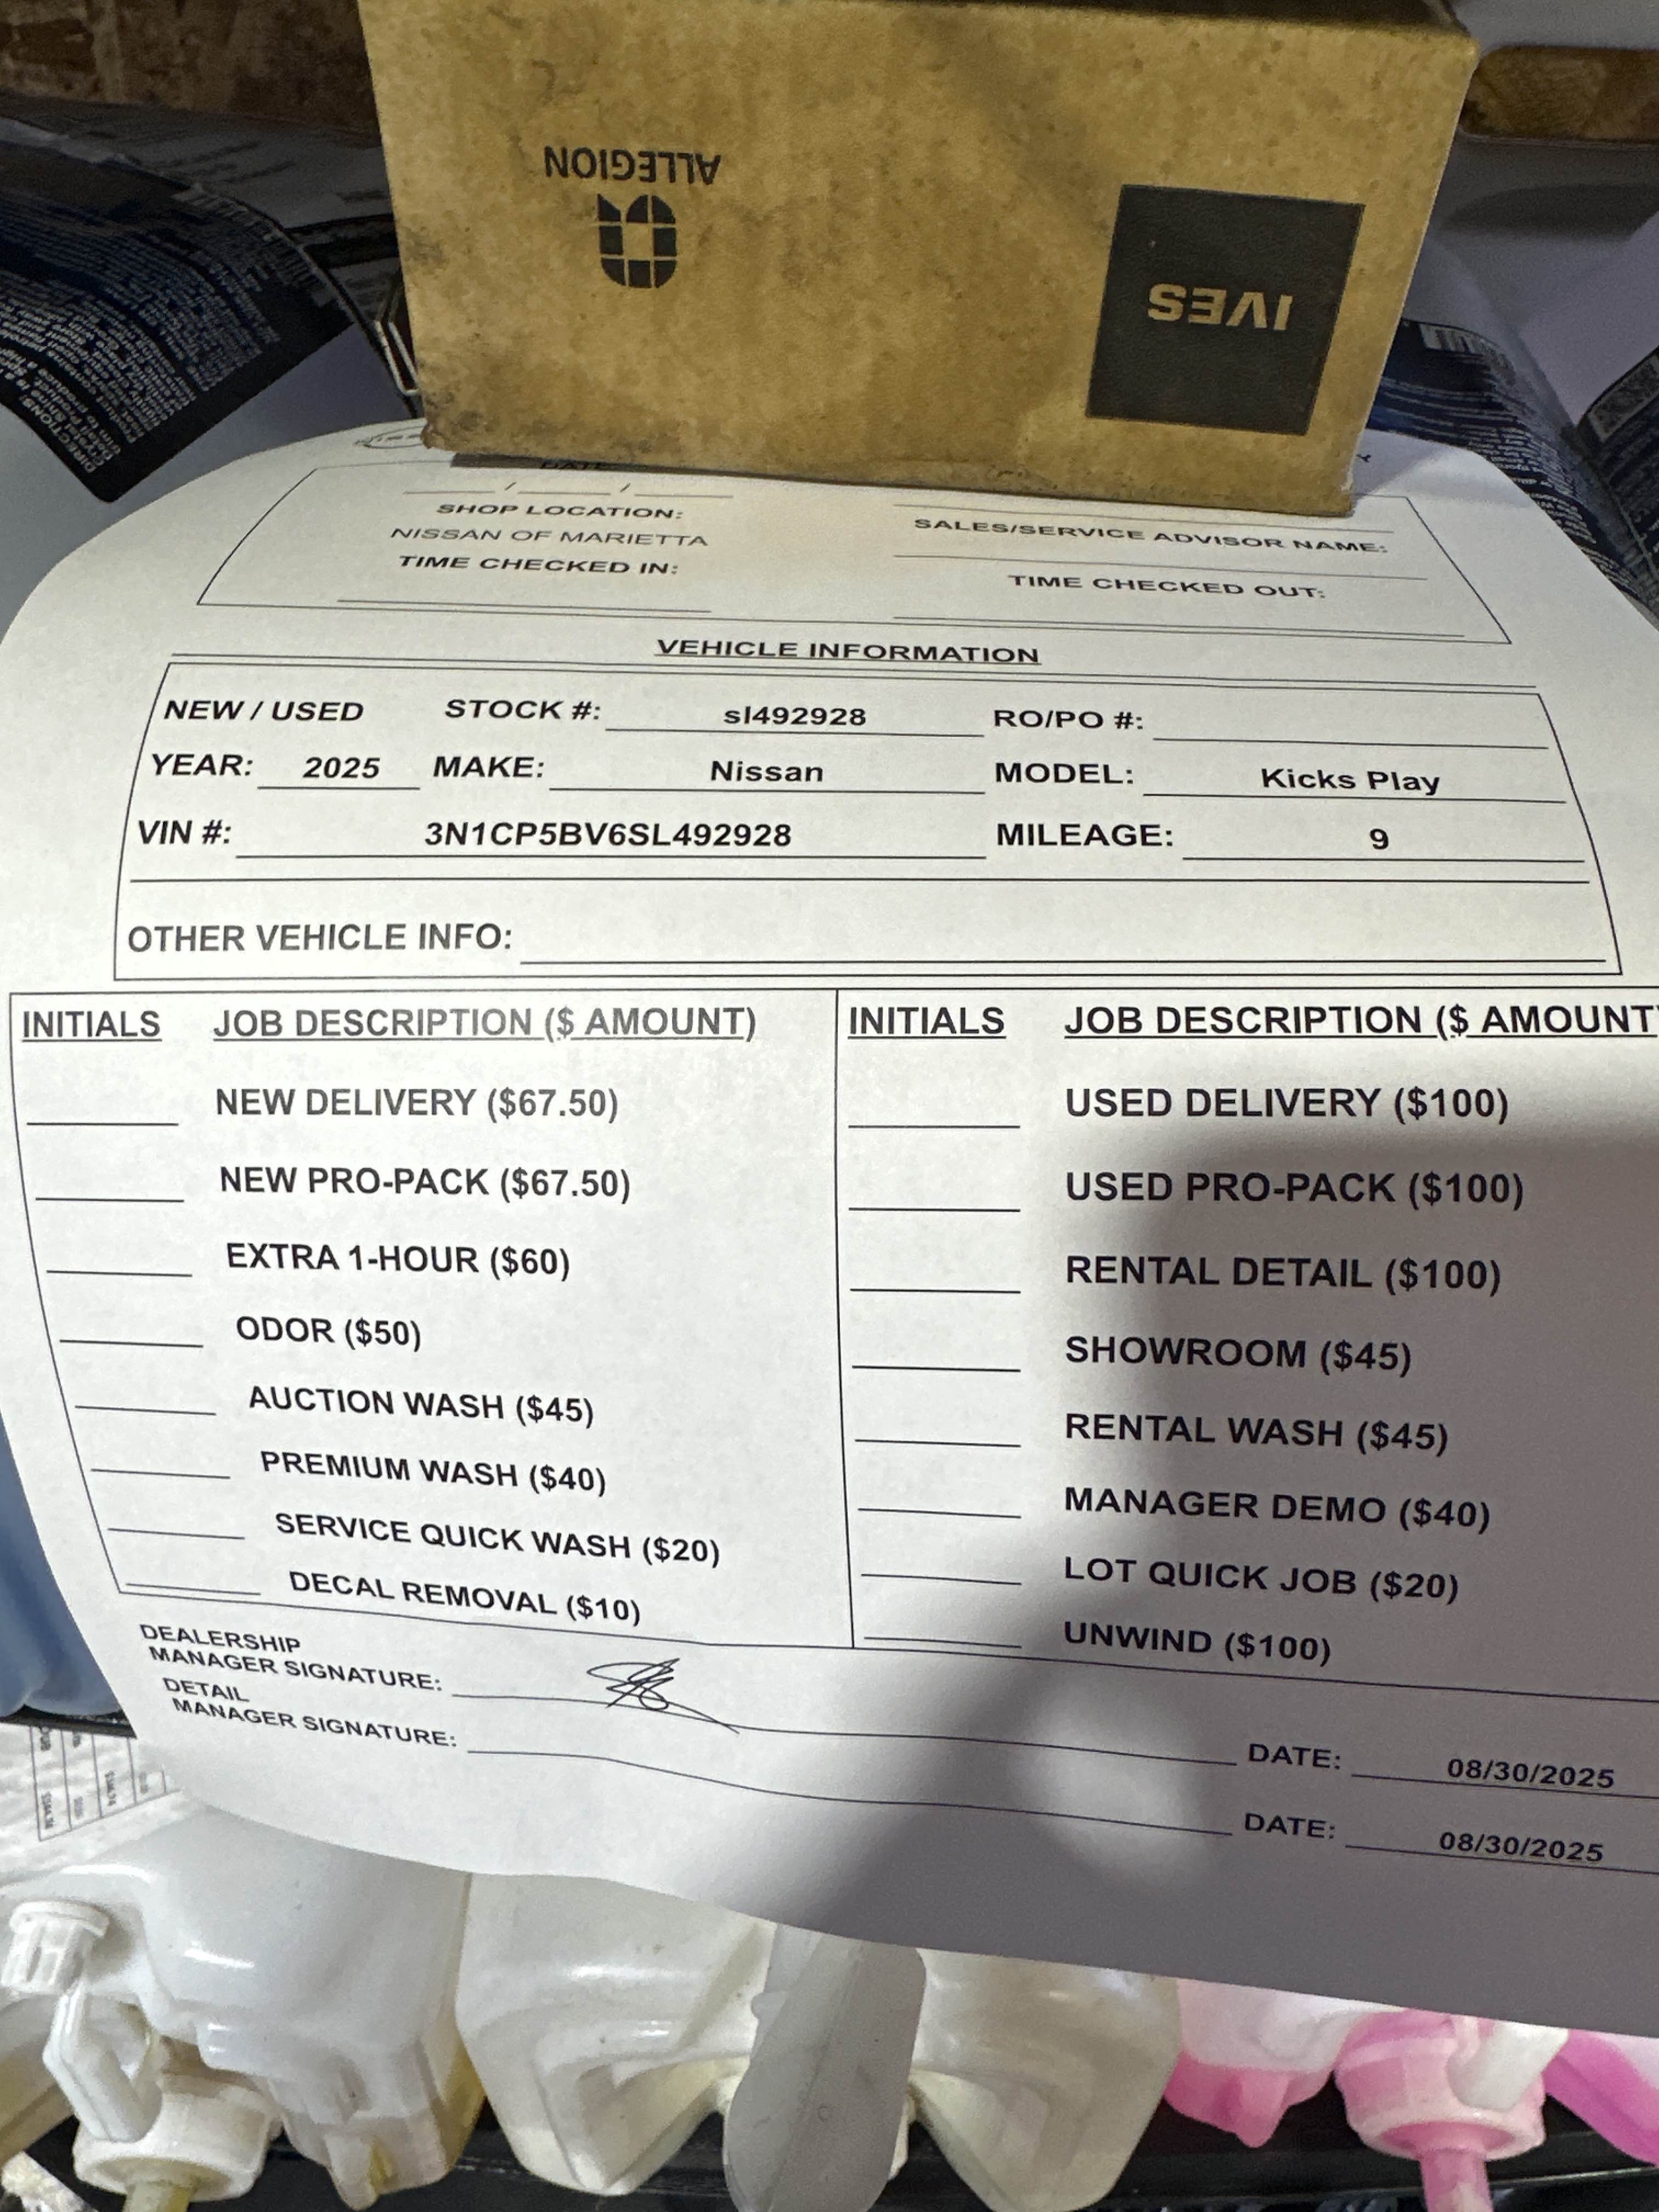 ALLEGION
IVES
DATE
/ /
SHOP LOCATION:
NISSAN OF MARIETTA
SALES/SERVICE ADVISOR NAME:
TIME CHECKED IN:
TIME CHECKED OUT:
VEHICLE INFORMATION
NEW / USED STOCK #: sl492928 RO/PO #:
YEAR: 2025 MAKE: Nissan MODEL: Kicks Play
VIN #: 3N1CP5BV6SL492928 MILEAGE: 9
OTHER VEHICLE INFO:
INITIALS JOB DESCRIPTION ($ AMOUNT)
NEW DELIVERY ($67.50)
NEW PRO-PACK ($67.50)
EXTRA 1-HOUR ($60)
ODOR ($50)
AUCTION WASH ($45)
PREMIUM WASH ($40)
SERVICE QUICK WASH ($20)
DECAL REMOVAL ($10)
INITIALS JOB DESCRIPTION ($ AMOUNT
USED DELIVERY ($100)
USED PRO-PACK ($100)
RENTAL DETAIL ($100)
SHOWROOM ($45)
RENTAL WASH ($45)
MANAGER DEMO ($40)
LOT QUICK JOB ($20)
UNWIND ($100)
DEALERSHIP
MANAGER SIGNATURE:
DATE: 08/30/2025
DETAIL
MANAGER SIGNATURE:
DATE: 08/30/2025